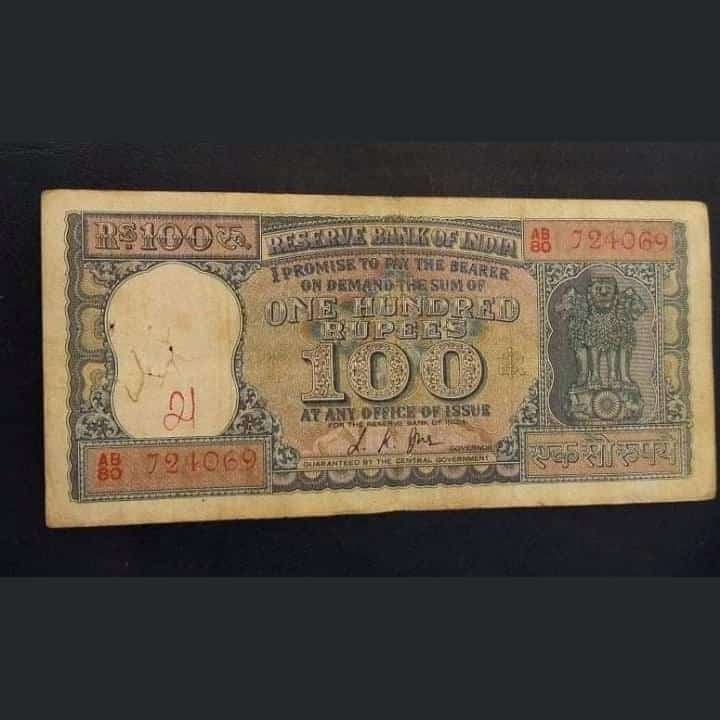 RS. 100 रु.
RESERVE BANK OF INDIA
AB
80 724069
I PROMISE TO PAY THE BEARER
ON DEMAND THE SUM OF
ONE HUNDRED
RUPEES
100
21
AT ANY OFFICE OF ISSUE
FOR THE RESERVE BANK OF INDIA
GOVERNOR
GUARANTEED BY THE CENTRAL GOVERNMENT
AB
80 724069
एक सौ रुपये